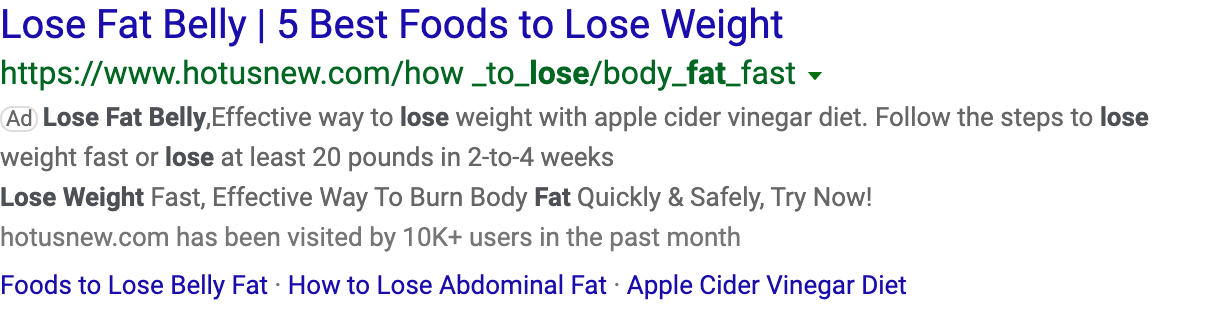 Lose Fat Belly | 5 Best Foods to Lose Weight
https://www.hotusnew.com/how _to_lose/body_fat_fast
Ad Lose Fat Belly,Effective way to lose weight with apple cider vinegar diet. Follow the steps to lose
weight fast or lose at least 20 pounds in 2-to-4 weeks
Lose Weight Fast, Effective Way To Burn Body Fat Quickly & Safely, Try Now!
hotusnew.com has been visited by 10K+ users in the past month
Foods to Lose Belly Fat · How to Lose Abdominal Fat · Apple Cider Vinegar Diet